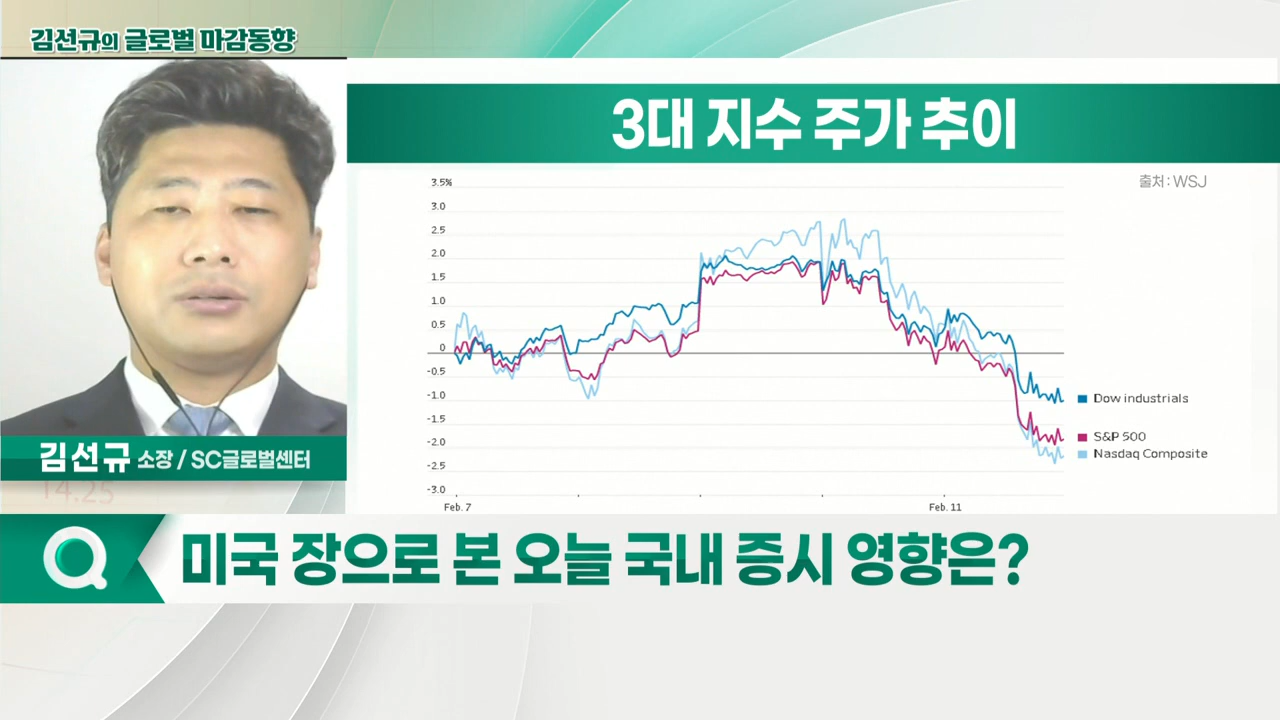 김선규의 글로벌 마감동향
3대 지수 주가 추이
출처 : WSJ
3.5%
3.0
2.5
2.0
1.5
1.0
0.5
0
-0.5
-1.0
-1.5
-2.0
-2.5
-3.0
Feb. 7
Feb. 11
Dow industrials
S&P 500
Nasdaq Composite
김선규 소장 / SC글로벌센터
14.25
Q 미국 장으로 본 오늘 국내 증시 영향은?